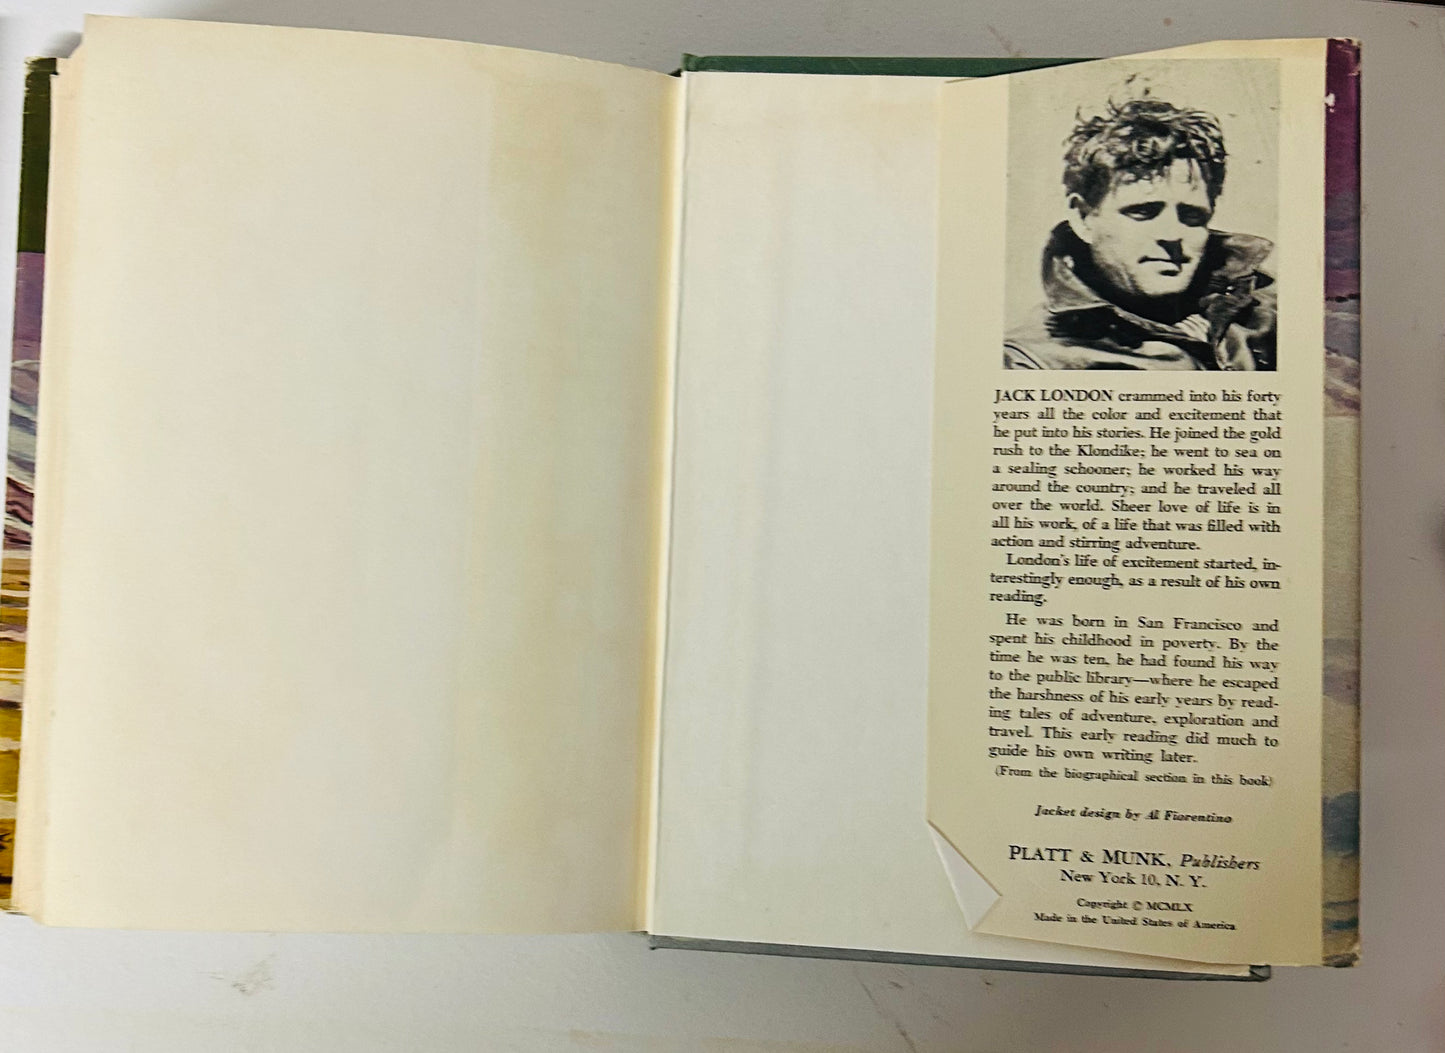 JACK LONDON crammed into his forty
years all the color and excitement that
he put into his stories. He joined the gold
rush to the Klondike; he went to sea on
a sealing schooner; he worked his way
around the country; and he traveled all
over the world. Sheer love of life is in
all his work, of a life that was filled with
action and stirring adventure.
London's life of excitement started, in-
terestingly enough, as a result of his own
reading.
He was born in San Francisco and
spent his childhood in poverty. By the
time he was ten, he had found his way
to the public library—where he escaped
the harshness of his early years by read-
ing tales of adventure, exploration and
travel. This early reading did much to
guide his own writing later.
(From the biographical section in this book)
Jacket design by Al Fiorentino
PLATT & MUNK, Publishers
New York 10, N. Y.
Copyright © MCMLX
Made in the United States of America